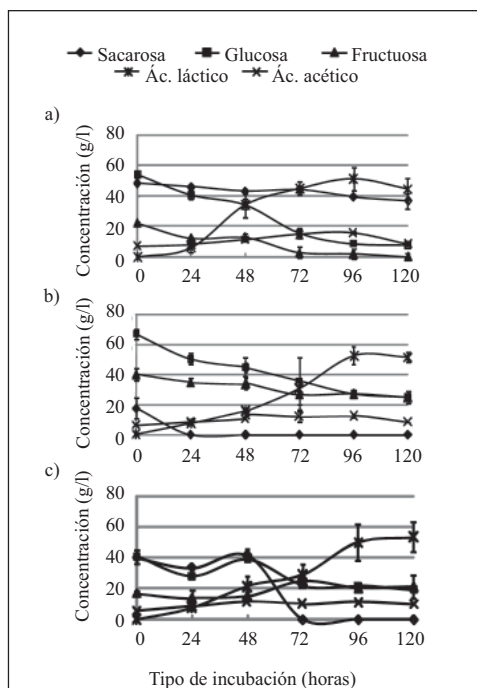 Sacarosa Glucosa Fructuosa
Ác. láctico Ác. acético
a)
Concentración (g/l)
80
60
40
20
0
0 24 48 72 96 120
b)
Concentración (g/l)
80
60
40
20
0
0 24 48 72 96 120
c)
Concentración (g/l)
80
60
40
20
0
0 24 48 72 96 120
Tipo de incubación (horas)